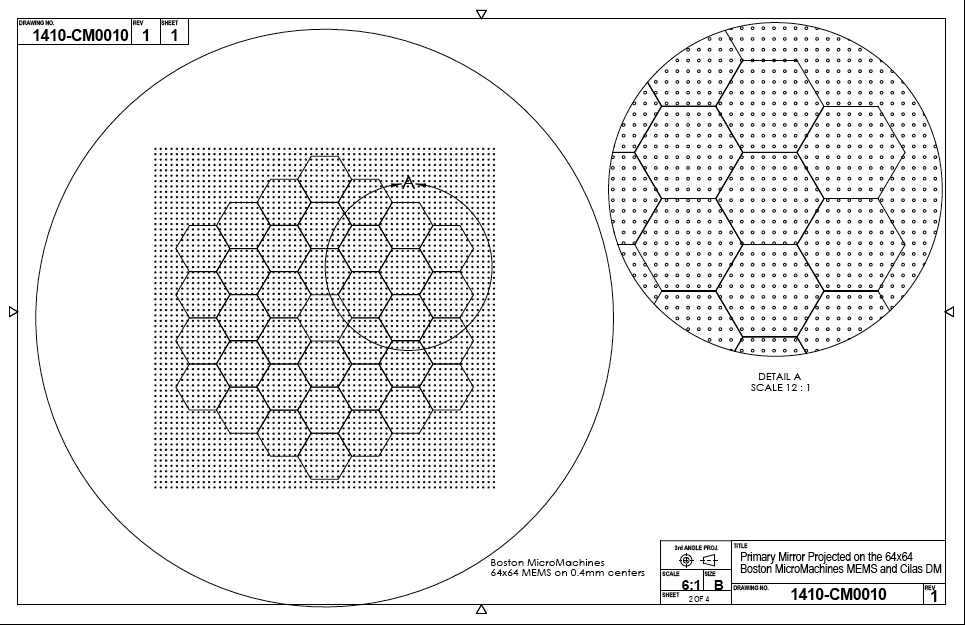 DRAWING NO. REV SHEET
1410-CM0010 1 1
A
DETAIL A
SCALE 12 : 1
Boston MicroMachines
64x64 MEMS on 0.4mm centers
3rd ANGLE PROJ.
SCALE SIZE
6:1 B
SHEET 2 OF 4
TITLE
Primary Mirror Projected on the 64x64
Boston MicroMachines MEMS and Cilas DM
DRAWING NO. REV
1410-CM0010 1